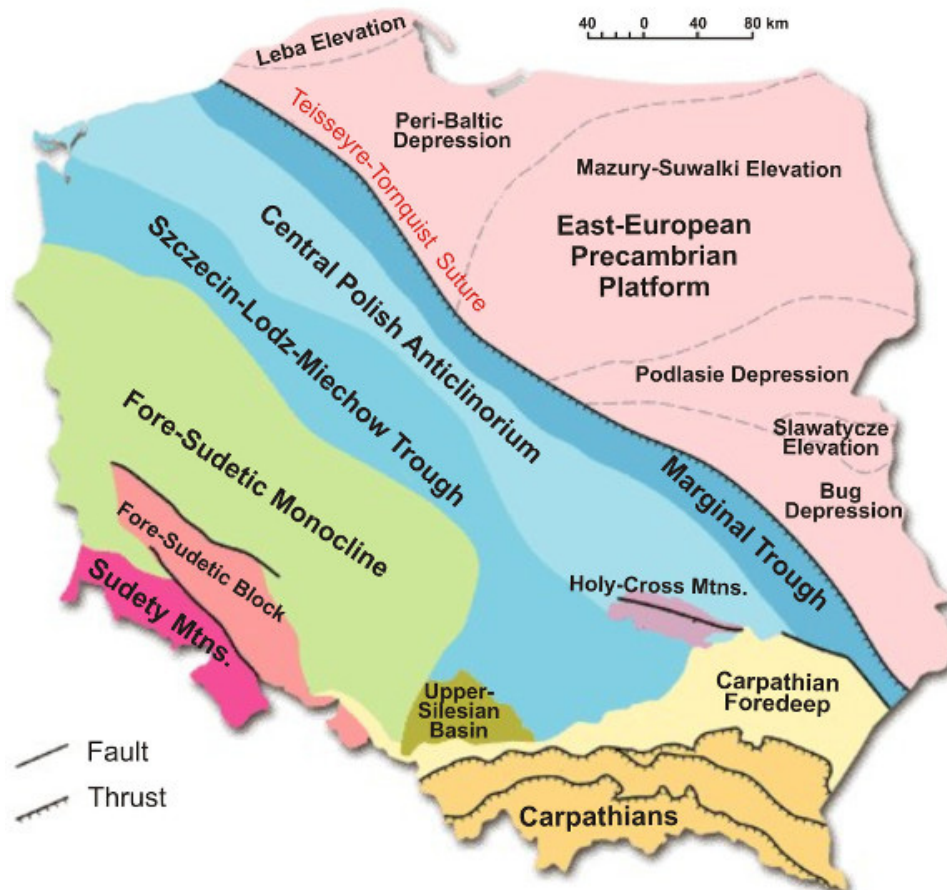 40 0 40 80 km
Leba Elevation
Teisseyre-Tornquist Suture
Peri-Baltic
Depression
Mazury-Suwalki Elevation
East-European
Precambrian
Platform
Central Polish Anticlinorium
Szczecin-Lodz-Miechow Trough
Podlasie Depression
Slawatycze
Elevation
Bug
Depression
Marginal Trough
Fore-Sudetic Monocline
Fore-Sudetic Block
Sudety Mtns.
Holy-Cross Mtns.
Upper-
Silesian
Basin
Carpathian
Foredeep
Carpathians
Fault
Thrust